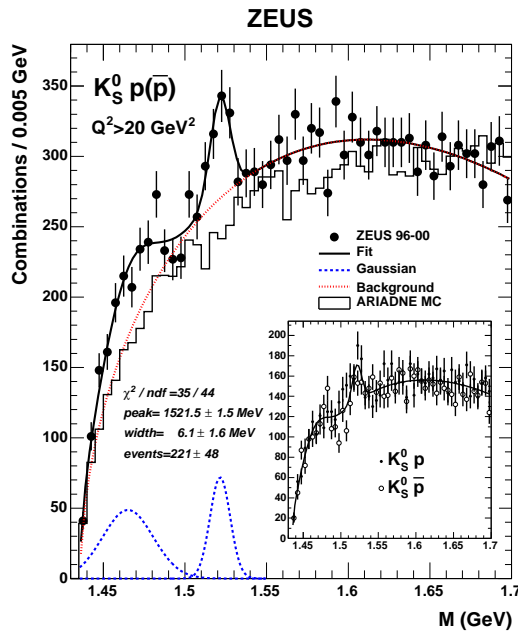 ZEUS
Combinations / 0.005 GeV
350
300
250
200
150
100
50
0
K⁰_S p(p̅)
Q²>20 GeV²
ZEUS 96-00
Fit
Gaussian
Background
ARIADNE MC
χ² / ndf =35 / 44
peak= 1521.5 ± 1.5 MeV
width= 6.1 ± 1.6 MeV
events=221 ± 48
200
180
160
140
120
100
80
60
40
20
0
K⁰_S p
K⁰_S p̅
1.45 1.5 1.55 1.6 1.65 1.7
1.45 1.5 1.55 1.6 1.65 1.7
M (GeV)